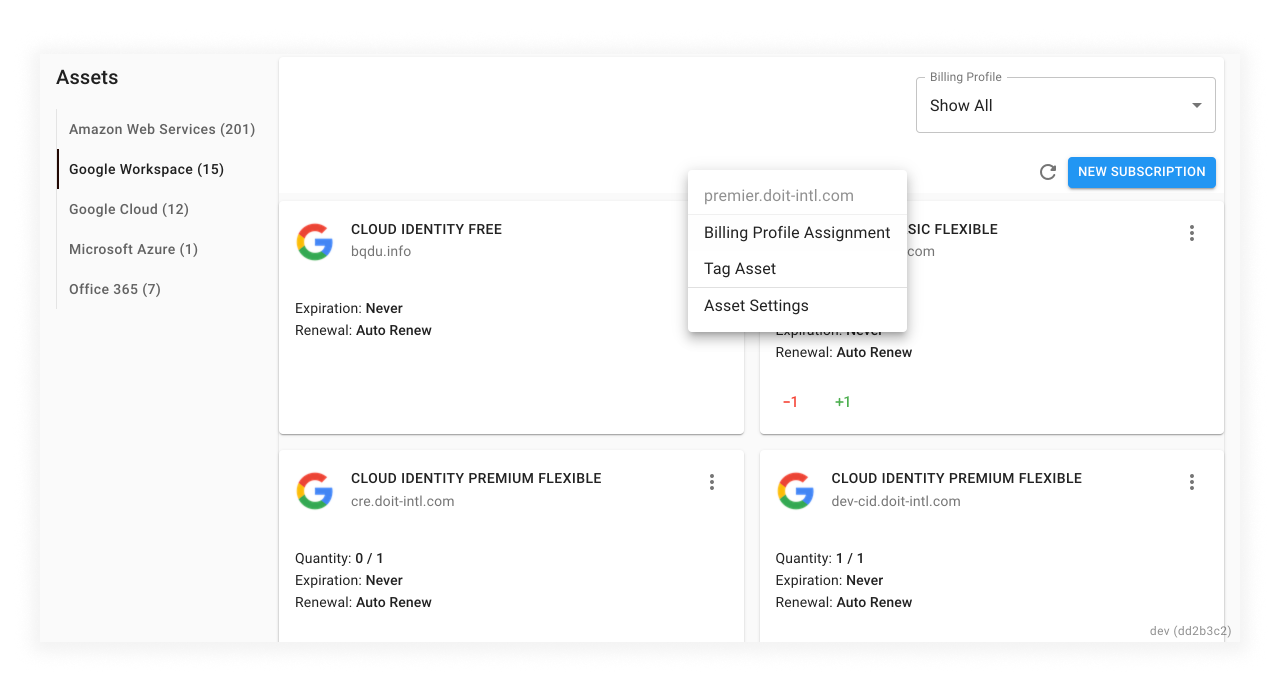 Assets
Amazon Web Services (201)
Google Workspace (15)
Google Cloud (12)
Microsoft Azure (1)
Office 365 (7)
Billing Profile
Show All
NEW SUBSCRIPTION
premier.doit-intl.com
Billing Profile Assignment
Tag Asset
Asset Settings
CLOUD IDENTITY FREE
bqdu.info
Expiration: Never
Renewal: Auto Renew
FLEXIBLE
com
Expiration: Never
Renewal: Auto Renew
−1 +1
CLOUD IDENTITY PREMIUM FLEXIBLE
cre.doit-intl.com
Quantity: 0 / 1
Expiration: Never
Renewal: Auto Renew
CLOUD IDENTITY PREMIUM FLEXIBLE
dev-cid.doit-intl.com
Quantity: 1 / 1
Expiration: Never
Renewal: Auto Renew
dev (dd2b3c2)